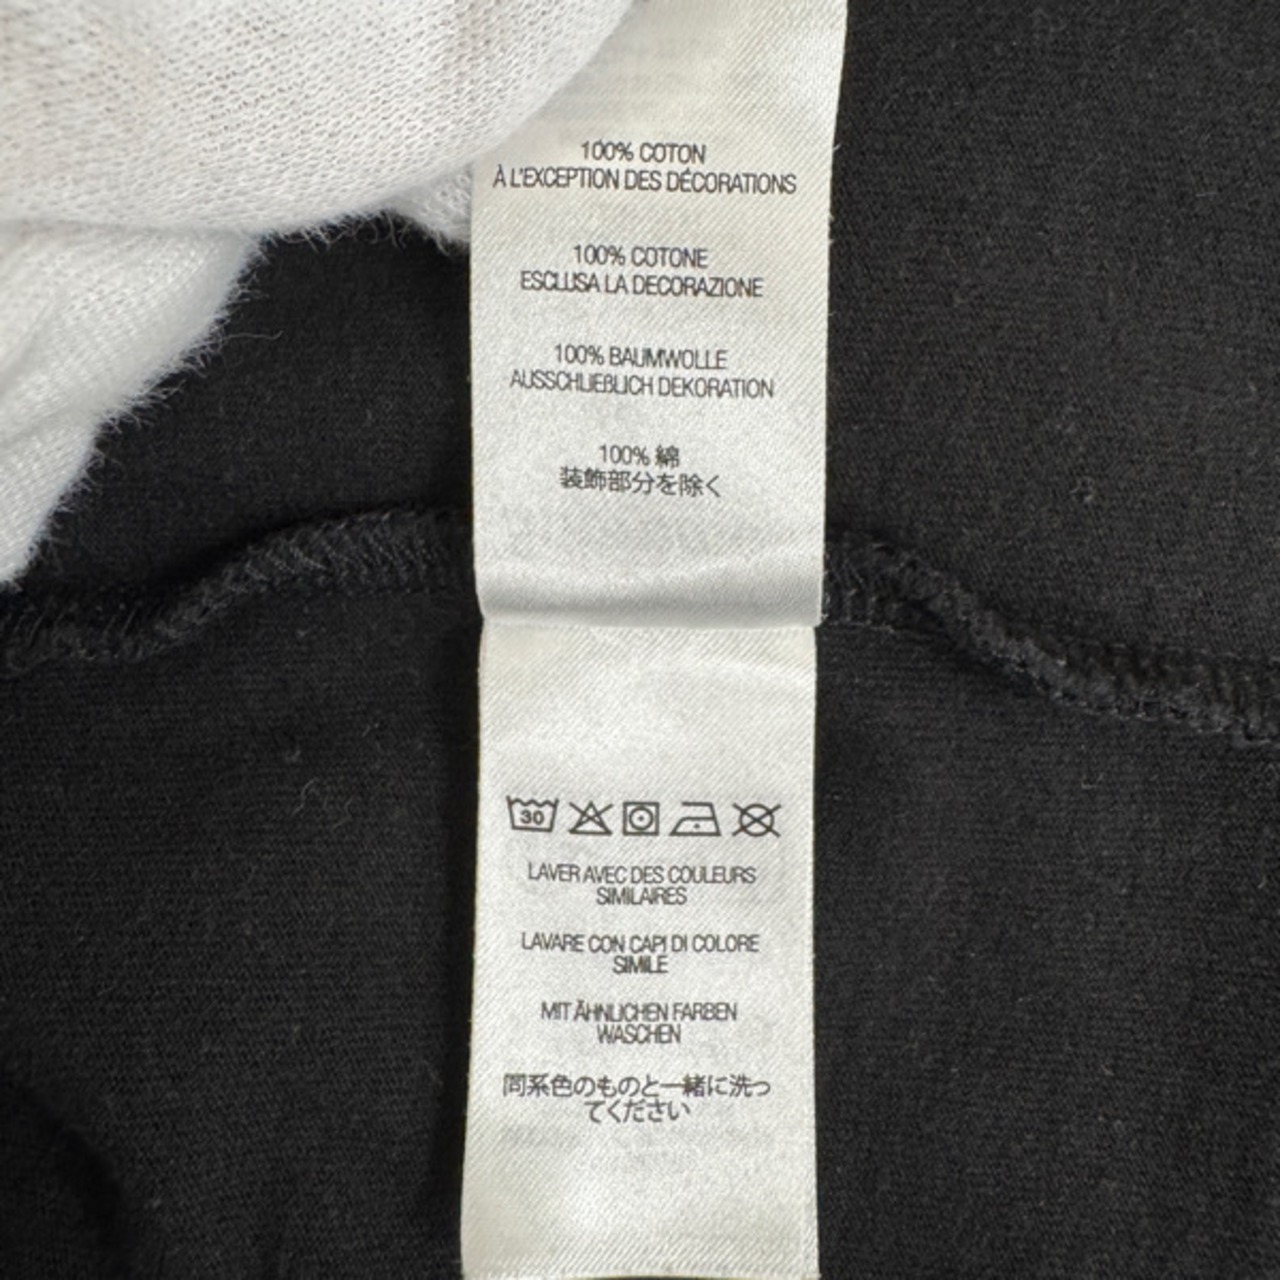 100% COTON
À L'EXCEPTION DES DÉCORATIONS
100% COTONE
ESCLUSA LA DECORAZIONE
100% BAUMWOLLE
AUSSCHLIEßLICH DEKORATION
100% 綿
装飾部分を除く
30
LAVER AVEC DES COULEURS
SIMILAIRES
LAVARE CON CAPI DI COLORE
SIMILE
MIT ÄHNLICHEN FARBEN
WASCHEN
同系色のものと一緒に洗っ
てください